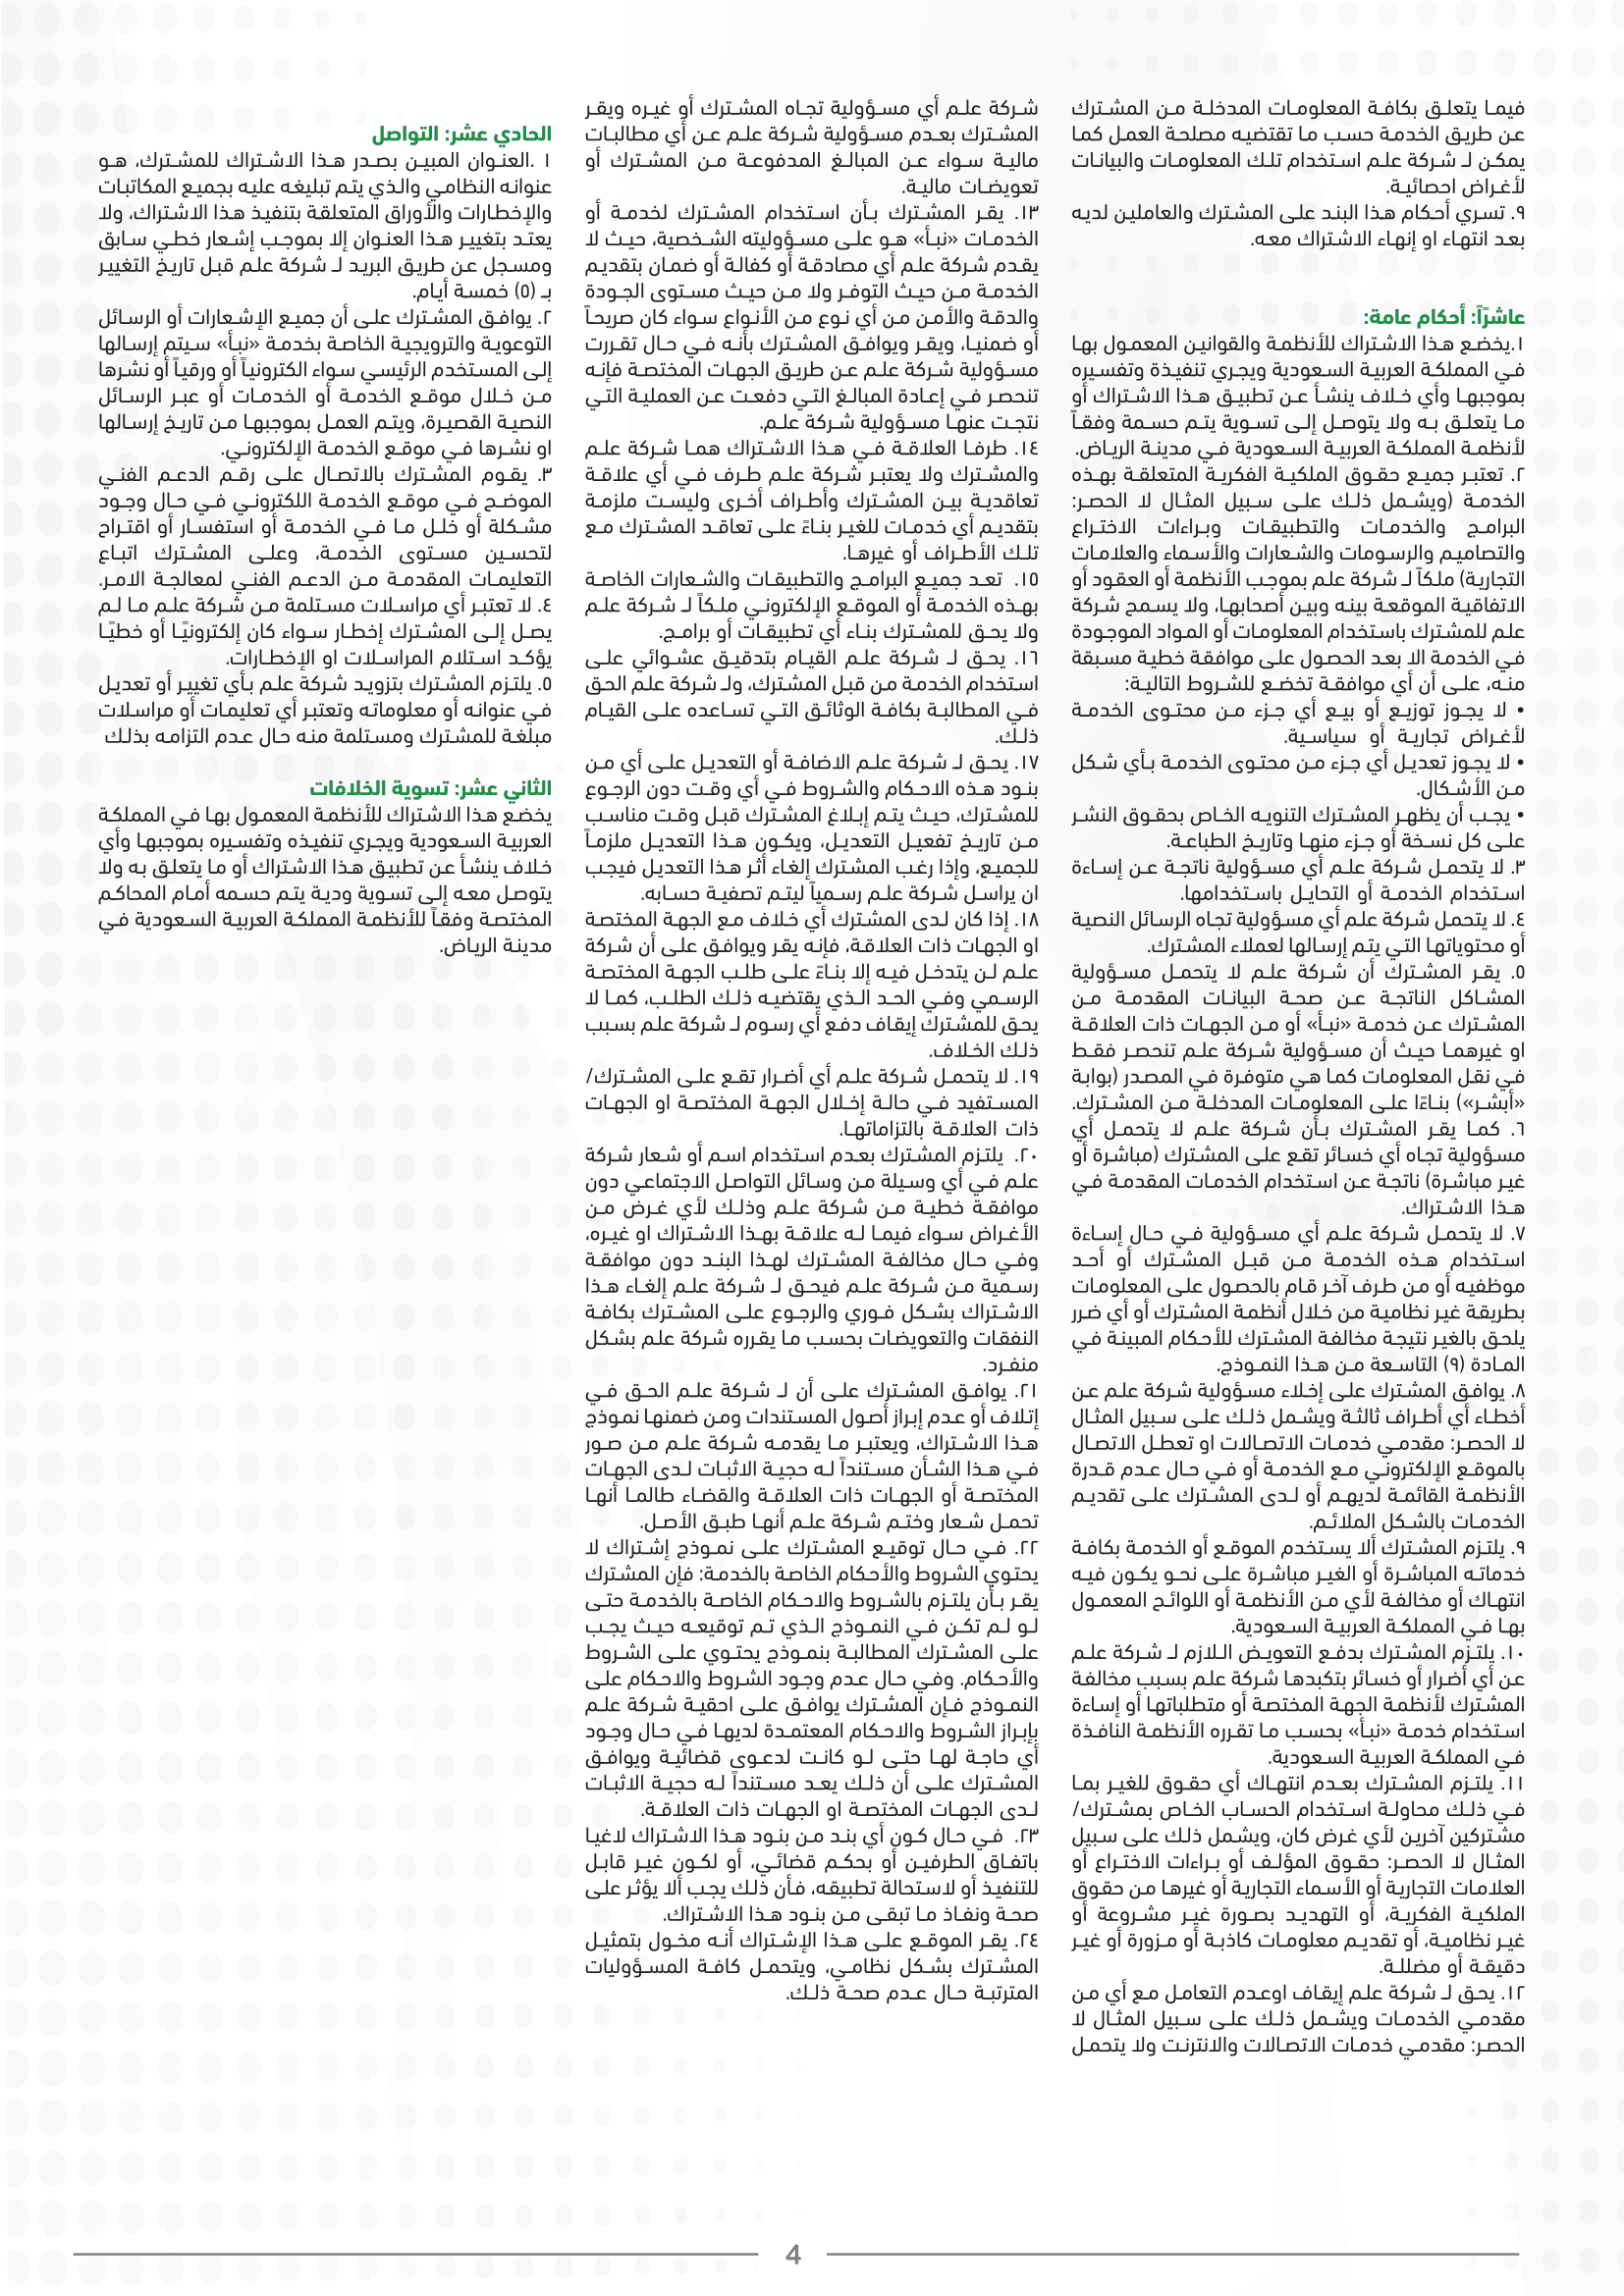 فيما يتعلق بكافة المعلومات المدخلة من المشترك
عن طريق الخدمة حسب ما تقتضيه مصلحة العمل كما
يمكن لـ شركة علم استخدام تلك المعلومات والبيانات
لأغراض احصائية.
٩. تسري أحكام هذا البند على المشترك والعاملين لديه
بعد انتهاء او إنهاء الاشتراك معه.
عاشرًاً: أحكام عامة:
١.يخضع هذا الاشتراك للأنظمة والقوانين المعمول بها
في المملكة العربية السعودية ويجري تنفيذة وتفسيره
بموجبها وأي خلاف ينشأ عن تطبيق هذا الاشتراك أو
ما يتعلق به ولا يتوصل إلى تسوية يتم حسمة وفقاً
لأنظمة المملكة العربية السعودية في مدينة الرياض.
٢. تعتبر جميع حقوق الملكية الفكرية المتعلقة بهذه
الخدمة (ويشمل ذلك على سبيل المثال لا الحصر:
البرامج والخدمات والتطبيقات وبراءات الاختراع
والتصاميم والرسومات والشعارات والأسماء والعلامات
التجارية) ملكاً لـ شركة علم بموجب الأنظمة أو العقود أو
الاتفاقية الموقعة بينه وبين أصحابها، ولا يسمح شركة
علم للمشترك باستخدام المعلومات أو المواد الموجودة
في الخدمة الا بعد الحصول على موافقة خطية مسبقة
منه، على أن أي موافقة تخضع للشروط التالية:
• لا يجوز توزيع أو بيع أي جزء من محتوى الخدمة
لأغراض تجارية أو سياسية.
• لا يجوز تعديل أي جزء من محتوى الخدمة بأي شكل
من الأشكال.
• يجب أن يظهر المشترك التنويه الخاص بحقوق النشر
على كل نسخة أو جزء منها وتاريخ الطباعة.
٣. لا يتحمل شركة علم أي مسؤولية ناتجة عن إساءة
استخدام الخدمة أو التحايل باستخدامها.
٤. لا يتحمل شركة علم أي مسؤولية تجاه الرسائل النصية
أو محتوياتها التي يتم إرسالها لعملاء المشترك.
٥. يقر المشترك أن شركة علم لا يتحمل مسؤولية
المشاكل الناتجة عن صحة البيانات المقدمة من
المشترك عن خدمة «نبأ» أو من الجهات ذات العلاقة
او غيرهما حيث أن مسؤولية شركة علم تنحصر فقط
في نقل المعلومات كما هي متوفرة في المصدر (بوابة
«أبشر») بناءًا على المعلومات المدخلة من المشترك.
٦. كما يقر المشترك بأن شركة علم لا يتحمل أي
مسؤولية تجاه أي خسائر تقع على المشترك (مباشرة أو
غير مباشرة) ناتجة عن استخدام الخدمات المقدمة في
هذا الاشتراك.
٧. لا يتحمل شركة علم أي مسؤولية في حال إساءة
استخدام هذه الخدمة من قبل المشترك أو أحد
موظفيه أو من طرف آخر قام بالحصول على المعلومات
بطريقة غير نظامية من خلال أنظمة المشترك أو أي ضرر
يلحق بالغير نتيجة مخالفة المشترك للأحكام المبينة في
المادة (٩) التاسعة من هذا النموذج.
٨. يوافق المشترك على إخلاء مسؤولية شركة علم عن
أخطاء أي أطراف ثالثة ويشمل ذلك على سبيل المثال
لا الحصر: مقدمي خدمات الاتصالات او تعطل الاتصال
بالموقع الإلكتروني مع الخدمة أو في حال عدم قدرة
الأنظمة القائمة لديهم أو لدى المشترك على تقديم
الخدمات بالشكل الملائم.
٩. يلتزم المشترك ألا يستخدم الموقع أو الخدمة بكافة
خدماته المباشرة أو الغير مباشرة على نحو يكون فيه
انتهاك أو مخالفة لأي من الأنظمة أو اللوائح المعمول
بها في المملكة العربية السعودية.
١٠. يلتزم المشترك بدفع التعويض اللازم لـ شركة علم
عن أي أضرار أو خسائر بتكبدها شركة علم بسبب مخالفة
المشترك لأنظمة الجهة المختصة أو متطلباتها أو إساءة
استخدام خدمة «نبأ» بحسب ما تقرره الأنظمة النافذة
في المملكة العربية السعودية.
١١. يلتزم المشترك بعدم انتهاك أي حقوق للغير بما
في ذلك محاولة استخدام الحساب الخاص بمشترك/
مشتركين آخرين لأي غرض كان، ويشمل ذلك على سبيل
المثال لا الحصر: حقوق المؤلف أو براءات الاختراع أو
العلامات التجارية أو الأسماء التجارية أو غيرها من حقوق
الملكية الفكرية، أو التهديد بصورة غير مشروعة أو
غير نظامية، أو تقديم معلومات كاذبة أو مزورة أو غير
دقيقة أو مضللة.
١٢. يحق لـ شركة علم إيقاف اوعدم التعامل مع أي من
مقدمي الخدمات ويشمل ذلك على سبيل المثال لا
الحصر: مقدمي خدمات الاتصالات والانترنت ولا يتحمل
شركة علم أي مسؤولية تجاه المشترك أو غيره ويقر
المشترك بعدم مسؤولية شركة علم عن أي مطالبات
مالية سواء عن المبالغ المدفوعة من المشترك أو
تعويضات مالية.
١٣. يقر المشترك بأن استخدام المشترك لخدمة أو
الخدمات «نبأ» هو على مسؤوليته الشخصية، حيث لا
يقدم شركة علم أي مصادقة أو كفالة أو ضمان بتقديم
الخدمة من حيث التوفر ولا من حيث مستوى الجودة
والدقة والأمن من أي نوع من الأنواع سواء كان صريحاً
أو ضمنيا، ويقر ويوافق المشترك بأنه في حال تقررت
مسؤولية شركة علم عن طريق الجهات المختصة فإنه
تنحصر في إعادة المبالغ التي دفعت عن العملية التي
نتجت عنها مسؤولية شركة علم.
١٤. طرفا العلاقة في هذا الاشتراك هما شركة علم
والمشترك ولا يعتبر شركة علم طرف في أي علاقة
تعاقدية بين المشترك وأطراف أخرى وليست ملزمة
بتقديم أي خدمات للغير بناءً على تعاقد المشترك مع
تلك الأطراف أو غيرها.
١٥. تعد جميع البرامج والتطبيقات والشعارات الخاصة
بهذه الخدمة أو الموقع الإلكتروني ملكاً لـ شركة علم
ولا يحق للمشترك بناء أي تطبيقات أو برامج.
١٦. يحق لـ شركة علم القيام بتدقيق عشوائي على
استخدام الخدمة من قبل المشترك، ولـ شركة علم الحق
في المطالبة بكافة الوثائق التي تساعده على القيام
ذلك.
١٧. يحق لـ شركة علم الاضافة أو التعديل على أي من
بنود هذه الاحكام والشروط في أي وقت دون الرجوع
للمشترك، حيث يتم إبلاغ المشترك قبل وقت مناسب
من تاريخ تفعيل التعديل، ويكون هذا التعديل ملزماً
للجميع، وإذا رغب المشترك إلغاء أثر هذا التعديل فيجب
ان يراسل شركة علم رسمياً ليتم تصفية حسابه.
١٨. إذا كان لدى المشترك أي خلاف مع الجهة المختصة
او الجهات ذات العلاقة، فإنه يقر ويوافق على أن شركة
علم لن يتدخل فيه إلا بناءً على طلب الجهة المختصة
الرسمي وفي الحد الذي يقتضيه ذلك الطلب، كما لا
يحق للمشترك إيقاف دفع أي رسوم لـ شركة علم بسبب
ذلك الخلاف.
١٩. لا يتحمل شركة علم أي أضرار تقع على المشترك/
المستفيد في حالة إخلال الجهة المختصة او الجهات
ذات العلاقة بالتزاماتها.
٢٠. يلتزم المشترك بعدم استخدام اسم أو شعار شركة
علم في أي وسيلة من وسائل التواصل الاجتماعي دون
موافقة خطية من شركة علم وذلك لأي غرض من
الأغراض سواء فيما له علاقة بهذا الاشتراك او غيره،
وفي حال مخالفة المشترك لهذا البند دون موافقة
رسمية من شركة علم فيحق لـ شركة علم إلغاء هذا
الاشتراك بشكل فوري والرجوع على المشترك بكافة
النفقات والتعويضات بحسب ما يقرره شركة علم بشكل
منفرد.
٢١. يوافق المشترك على أن لـ شركة علم الحق في
إتلاف أو عدم إبراز أصول المستندات ومن ضمنها نموذج
هذا الاشتراك، ويعتبر ما يقدمه شركة علم من صور
في هذا الشأن مستنداً له حجية الاثبات لدى الجهات
المختصة أو الجهات ذات العلاقة والقضاء طالما أنها
تحمل شعار وختم شركة علم أنها طبق الأصل.
٢٢. في حال توقيع المشترك على نموذج إشتراك لا
يحتوي الشروط والأحكام الخاصة بالخدمة: فإن المشترك
يقر بأن يلتزم بالشروط والاحكام الخاصة بالخدمة حتى
لو لم تكن في النموذج الذي تم توقيعه حيث يجب
على المشترك المطالبة بنموذج يحتوي على الشروط
والأحكام. وفي حال عدم وجود الشروط والاحكام على
النموذج فإن المشترك يوافق على احقية شركة علم
بإبراز الشروط والاحكام المعتمدة لديها في حال وجود
أي حاجة لها حتى لو كانت لدعوى قضائية ويوافق
المشترك على أن ذلك يعد مستنداً له حجية الاثبات
لدى الجهات المختصة او الجهات ذات العلاقة.
٢٣. في حال كون أي بند من بنود هذا الاشتراك لاغيا
باتفاق الطرفين أو بحكم قضائي، أو لكون غير قابل
للتنفيذ أو لاستحالة تطبيقه، فأن ذلك يجب ألا يؤثر على
صحة ونفاذ ما تبقى من بنود هذا الاشتراك.
٢٤. يقر الموقع على هذا الإشتراك أنه مخول بتمثيل
المشترك بشكل نظامي، ويتحمل كافة المسؤوليات
المترتبة حال عدم صحة ذلك.
الحادي عشر: التواصل
١ .العنوان المبين بصدر هذا الاشتراك للمشترك، هو
عنوانه النظامي والذي يتم تبليغه عليه بجميع المكاتبات
والإخطارات والأوراق المتعلقة بتنفيذ هذا الاشتراك، ولا
يعتد بتغيير هذا العنوان إلا بموجب إشعار خطي سابق
ومسجل عن طريق البريد لـ شركة علم قبل تاريخ التغيير
بـ (٥) خمسة أيام.
٢. يوافق المشترك على أن جميع الإشعارات أو الرسائل
التوعوية والترويجية الخاصة بخدمة «نبأ» سيتم إرسالها
إلى المستخدم الرئيسي سواء الكترونياً أو ورقياً أو نشرها
من خلال موقع الخدمة أو الخدمات أو عبر الرسائل
النصية القصيرة، ويتم العمل بموجبها من تاريخ إرسالها
او نشرها في موقع الخدمة الإلكتروني.
٣. يقوم المشترك بالاتصال على رقم الدعم الفني
الموضح في موقع الخدمة اللكتروني في حال وجود
مشكلة أو خلل ما في الخدمة أو استفسار أو اقتراح
لتحسين مستوى الخدمة، وعلى المشترك اتباع
التعليمات المقدمة من الدعم الفني لمعالجة الامر.
٤. لا تعتبر أي مراسلات مستلمة من شركة علم ما لم
يصل إلى المشترك إخطار سواء كان إلكترونيًا أو خطيًا
يؤكد استلام المراسلات او الإخطارات.
٥. يلتزم المشترك بتزويد شركة علم بأي تغيير أو تعديل
في عنوانه أو معلوماته وتعتبر أي تعليمات أو مراسلات
مبلغة للمشترك ومستلمة منه حال عدم التزامه بذلك
الثاني عشر: تسوية الخلافات
يخضع هذا الاشتراك للأنظمة المعمول بها في المملكة
العربية السعودية ويجري تنفيذه وتفسيره بموجبها وأي
خلاف ينشأ عن تطبيق هذا الاشتراك أو ما يتعلق به ولا
يتوصل معه إلى تسوية ودية يتم حسمه أمام المحاكم
المختصة وفقاً للأنظمة المملكة العربية السعودية في
مدينة الرياض.
4